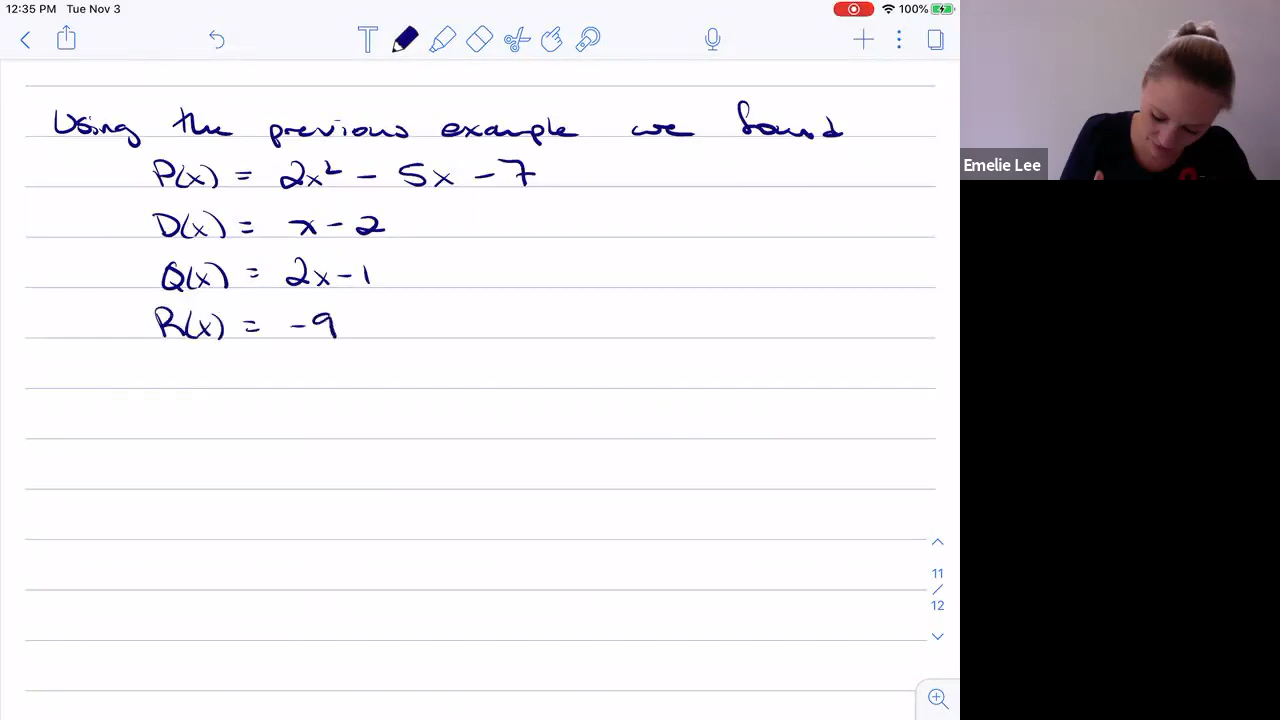 12:35 PM Tue Nov 3 100%
T
Using the previous example we found
P(x) = 2x² - 5x - 7
D(x) = x - 2
Q(x) = 2x - 1
R(x) = -9
Emelie Lee
11
/
12